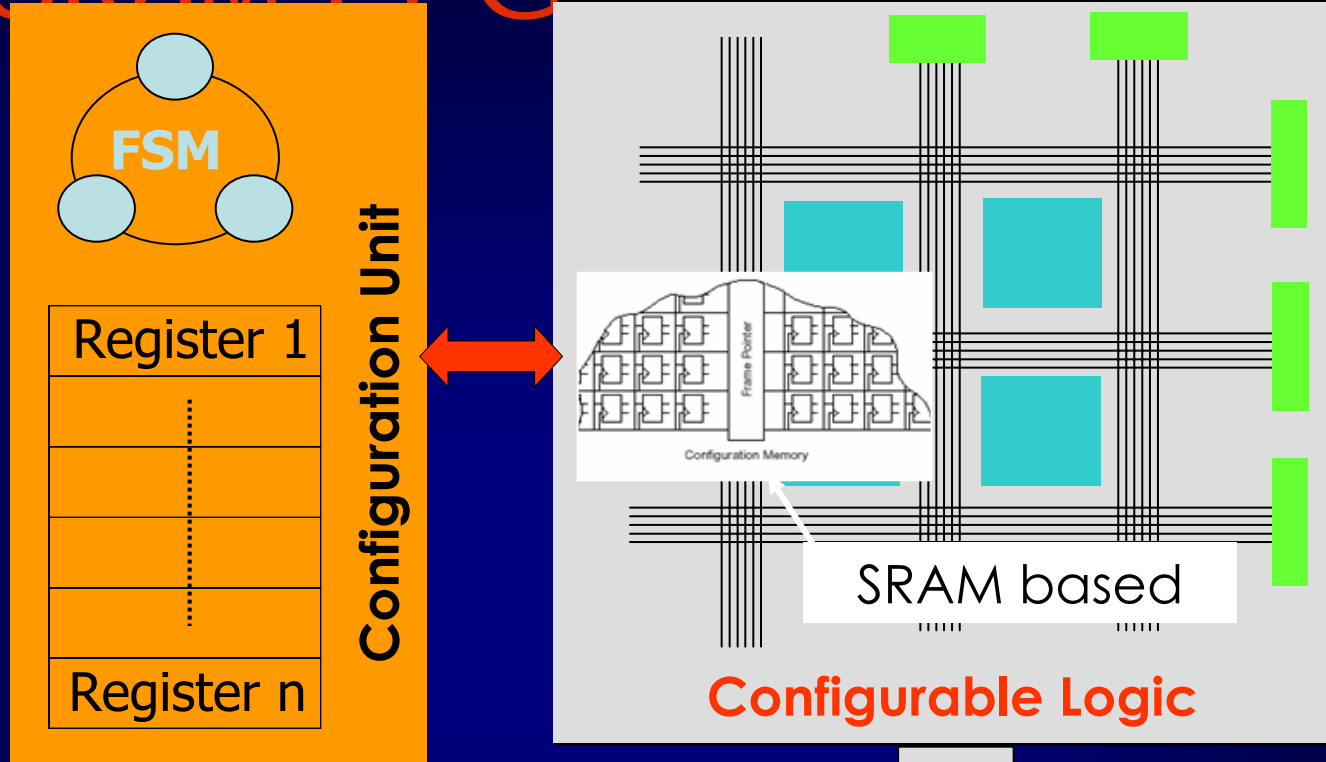 FSM
Register 1
Register n
Configuration Unit
Frame Pointer
Configuration Memory
SRAM based
Configurable Logic